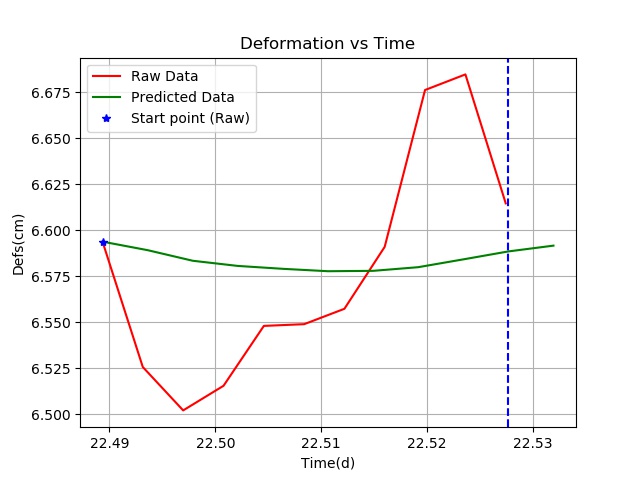 Deformation vs Time
Raw Data
Predicted Data
Start point (Raw)
6.675
6.650
6.625
6.600
6.575
6.550
6.525
6.500
Defs(cm)
22.49 22.50 22.51 22.52 22.53
Time(d)